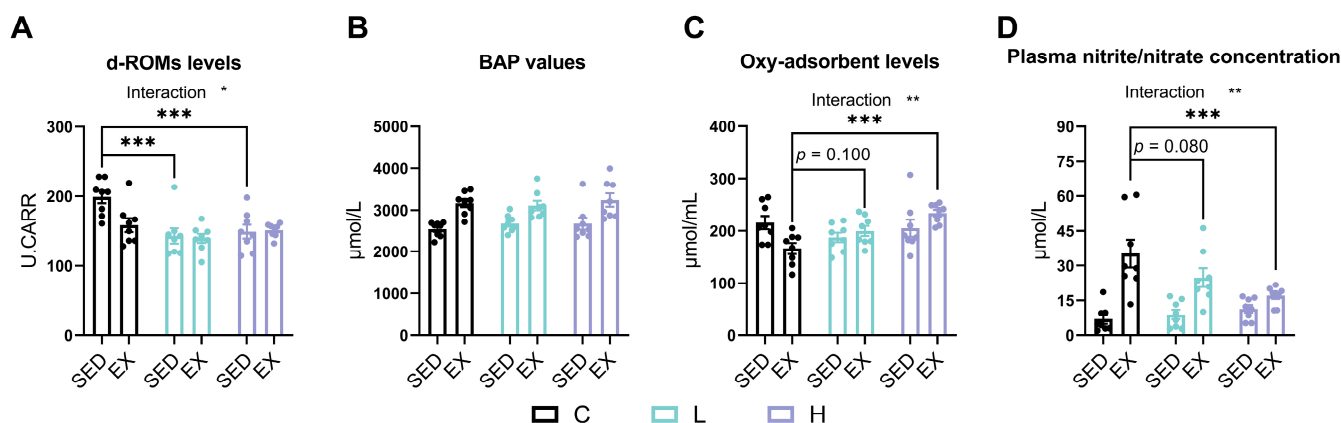 A
d-ROMs levels
Interaction *
***
***
300
200
100
0
U.CARR
SED
EX
SED
EX
SED
EX
B
BAP values
5000
4000
3000
2000
1000
0
μmol/L
SED
EX
SED
EX
SED
EX
C
Oxy-adsorbent levels
Interaction **
***
p = 0.100
400
300
200
100
0
μmol/mL
SED
EX
SED
EX
SED
EX
D
Plasma nitrite/nitrate concentration
Interaction **
***
p = 0.080
90
75
60
45
30
15
0
μmol/L
SED
EX
SED
EX
SED
EX
C
L
H